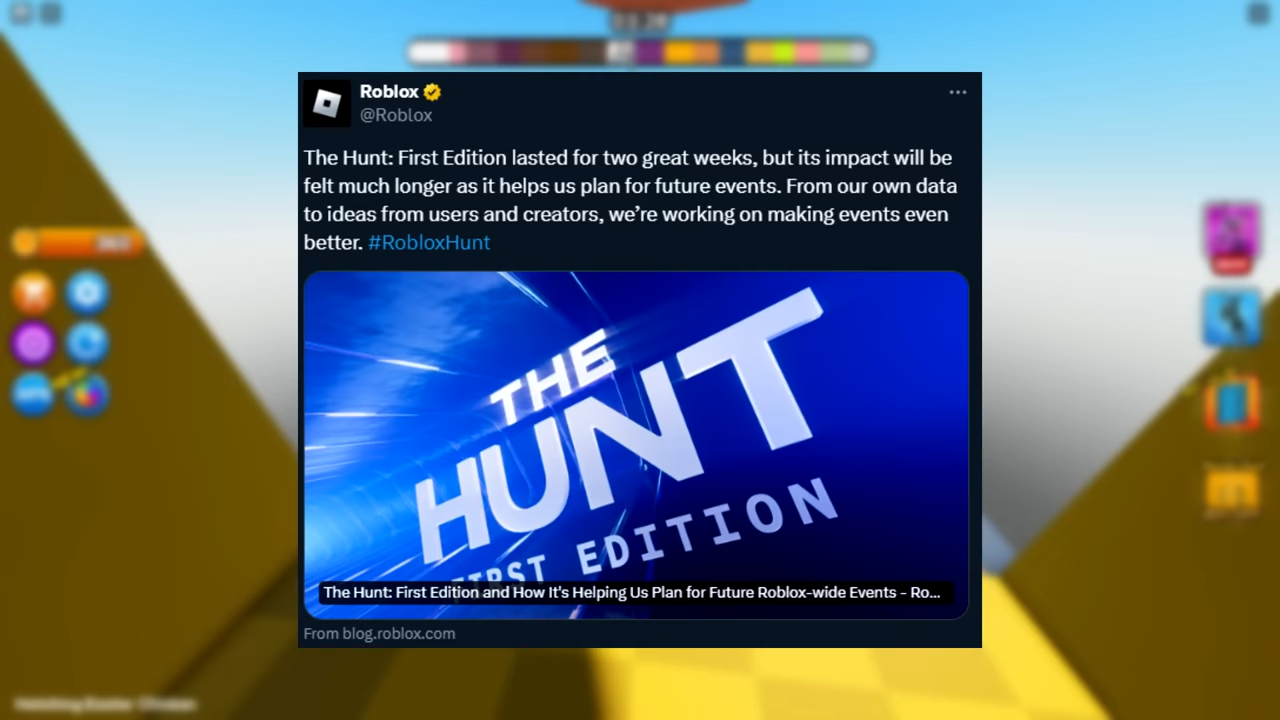 Roblox
@Roblox
The Hunt: First Edition lasted for two great weeks, but its impact will be
felt much longer as it helps us plan for future events. From our own data
to ideas from users and creators, we’re working on making events even
better. #RobloxHunt
THE
HUNT
FIRST EDITION
The Hunt: First Edition and How It's Helping Us Plan for Future Roblox-wide Events - Ro...
From blog.roblox.com